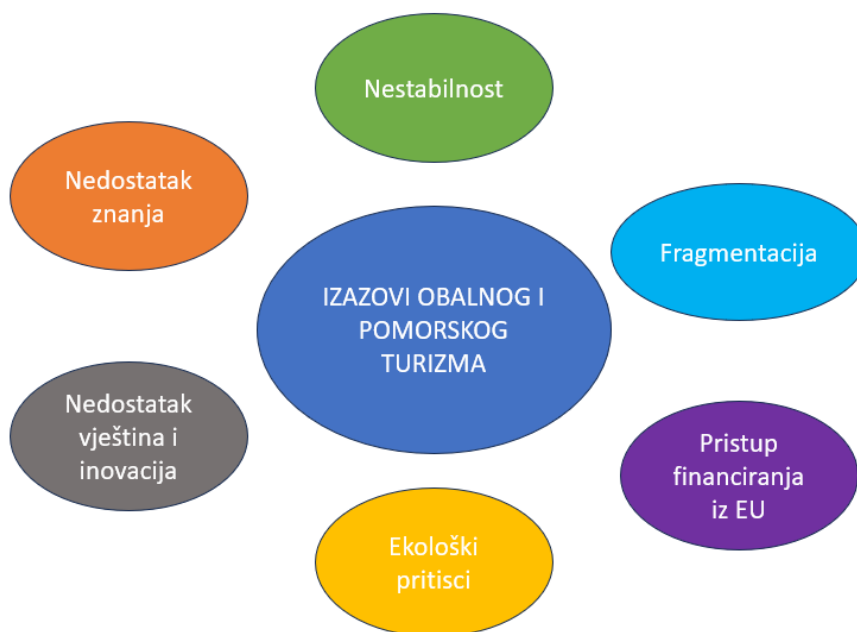 Nestabilnost
Nedostatak
znanja
Fragmentacija
IZAZOVI OBALNOG I
POMORSKOG
TURIZMA
Nedostatak
vještina i
inovacija
Pristup
financiranja
iz EU
Ekološki
pritisci